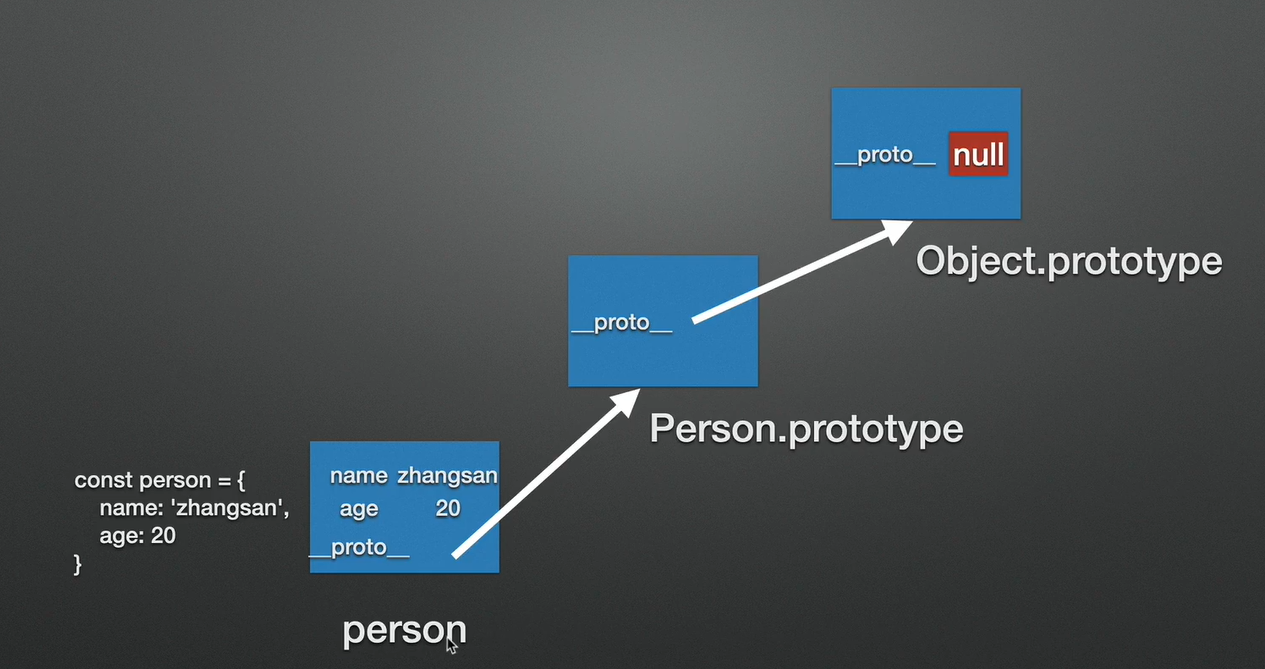 __proto__ null
Object.prototype
__proto__
Person.prototype
const person = {
name: 'zhangsan',
age: 20
}
name zhangsan
age 20
__proto__
person